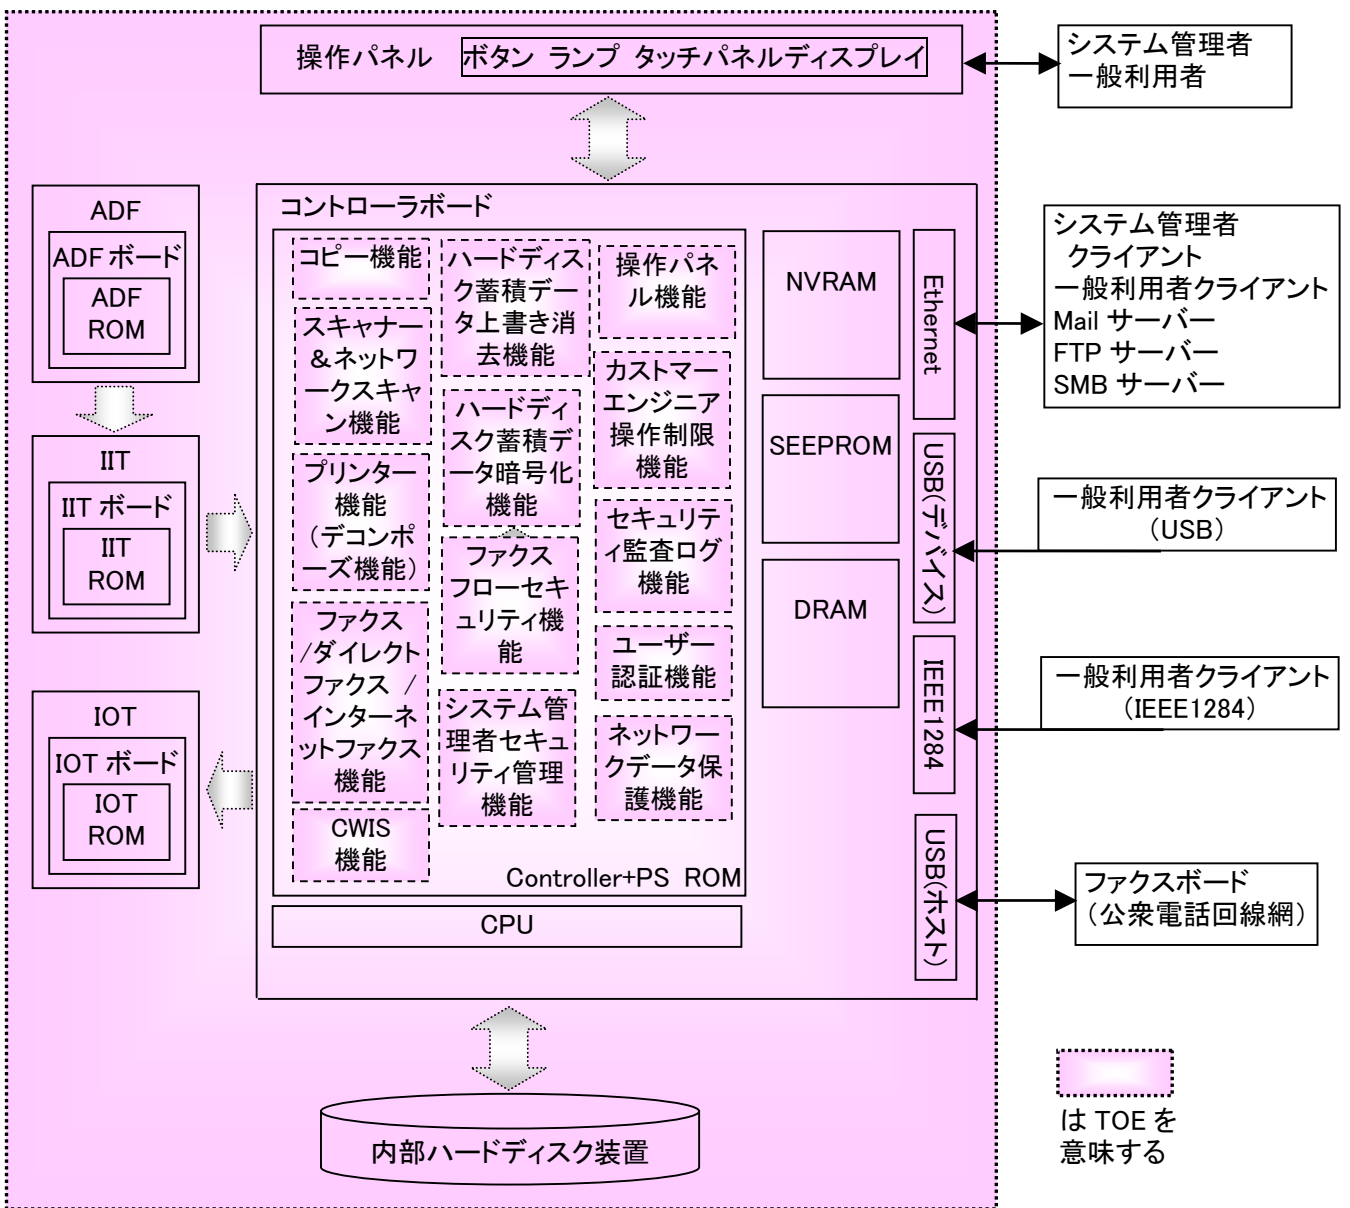 操作パネル ボタン ランプ タッチパネルディスプレイ
システム管理者
一般利用者
ADF
ADF ボード
ADF
ROM
IIT
IIT ボード
IIT
ROM
IOT
IOT ボード
IOT
ROM
コントローラボード
コピー機能
スキャナー
＆ネットワ
ークスキャ
ン機能
プリンター
機能
（デコンポ
ーズ機能）
ファクス
/ダイレクト
ファクス /
インターネ
ットファクス
機能
CWIS
機能
ハードディス
ク蓄積デー
タ上書き消
去機能
ハードディ
スク蓄積デ
ータ暗号化
機能
ファクス
フローセキ
ュリティ機
能
システム管
理者セキュ
リティ管理
機能
操作パネ
ル機能
カストマー
エンジニア
操作制限
機能
セキュリテ
ィ監査ログ
機能
ユーザー
認証機能
ネットワー
クデータ保
護機能
Controller+PS ROM
CPU
NVRAM
SEEPROM
DRAM
Ethernet
USB(デバイス)
IEEE1284
USB(ホスト)
システム管理者
クライアント
一般利用者クライアント
Mail サーバー
FTP サーバー
SMB サーバー
一般利用者クライアント
（USB）
一般利用者クライアント
（IEEE1284）
ファクスボード
（公衆電話回線網）
内部ハードディスク装置
は TOE を
意味する